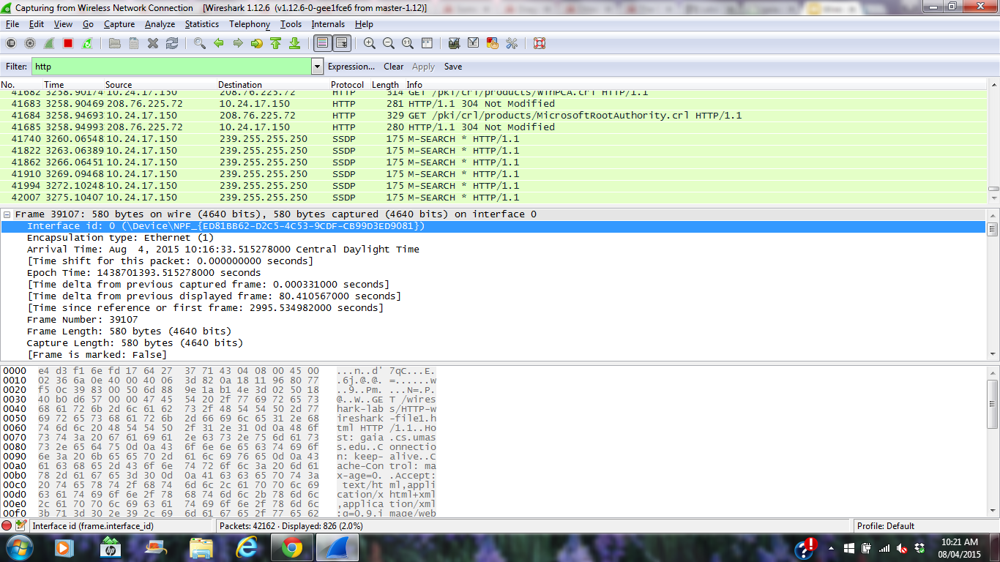 Capturing from Wireless Network Connection [Wireshark 1.12.6 (v1.12.6-0-gee1fce6 from master-1.12)]
File Edit View Go Capture Analyze Statistics Telephony Tools Internals Help
Filter: http Expression... Clear Apply Save
No. Time Source Destination Protocol Length Info
41682 3258.90174 10.24.17.150 208.76.225.72 HTTP 314 GET /pki/crl/products/WinPCA.crl HTTP/1.1
41683 3258.90469 208.76.225.72 10.24.17.150 HTTP 281 HTTP/1.1 304 Not Modified
41684 3258.94693 10.24.17.150 208.76.225.72 HTTP 329 GET /pki/crl/products/MicrosoftRootAuthority.crl HTTP/1.1
41685 3258.94993 208.76.225.72 10.24.17.150 HTTP 280 HTTP/1.1 304 Not Modified
41740 3260.06548 10.24.17.150 239.255.255.250 SSDP 175 M-SEARCH * HTTP/1.1
41822 3263.06389 10.24.17.150 239.255.255.250 SSDP 175 M-SEARCH * HTTP/1.1
41862 3266.06451 10.24.17.150 239.255.255.250 SSDP 175 M-SEARCH * HTTP/1.1
41910 3269.09468 10.24.17.150 239.255.255.250 SSDP 175 M-SEARCH * HTTP/1.1
41994 3272.10248 10.24.17.150 239.255.255.250 SSDP 175 M-SEARCH * HTTP/1.1
42007 3275.10407 10.24.17.150 239.255.255.250 SSDP 175 M-SEARCH * HTTP/1.1
Frame 39107: 580 bytes on wire (4640 bits), 580 bytes captured (4640 bits) on interface 0
Interface id: 0 (\Device\NPF_{ED81BB62-D2C5-4C53-9CDF-CB99D3ED9081})
Encapsulation type: Ethernet (1)
Arrival Time: Aug 4, 2015 10:16:33.515278000 Central Daylight Time
[Time shift for this packet: 0.000000000 seconds]
Epoch Time: 1438701393.515278000 seconds
[Time delta from previous captured frame: 0.000331000 seconds]
[Time delta from previous displayed frame: 80.410567000 seconds]
[Time since reference or first frame: 2995.534982000 seconds]
Frame Number: 39107
Frame Length: 580 bytes (4640 bits)
Capture Length: 580 bytes (4640 bits)
[Frame is marked: False]
0000 e4 d3 f1 6e fd 17 64 27 37 71 43 04 08 00 45 00 ...n..d' 7qC...E.
0010 02 36 6a 0e 40 00 40 06 3d 82 0a 18 11 96 80 77 .6j.@.@. =......w
0020 f5 0c 39 83 00 50 6d 88 9e 1a b1 4e 3d 02 50 18 ..9..Pm. ...N=.P.
0030 40 b0 d6 57 00 00 47 45 54 20 2f 77 69 72 65 73 @..W..GE T /wires
0040 68 61 72 6b 2d 6c 61 62 73 2f 48 54 54 50 2d 77 hark-lab s/HTTP-w
0050 69 72 65 73 68 61 72 6b 2d 66 69 6c 65 31 2e 68 ireshark -file1.h
0060 74 6d 6c 20 48 54 54 50 2f 31 2e 31 0d 0a 48 6f tml HTTP /1.1..Ho
0070 73 74 3a 20 67 61 69 61 2e 63 73 2e 75 6d 61 73 st: gaia .cs.umas
0080 73 2e 65 64 75 0d 0a 43 6f 6e 6e 65 63 74 69 6f s.edu..C onnectio
0090 6e 3a 20 6b 65 65 70 2d 61 6c 69 76 65 0d 0a 43 n: keep- alive..C
00a0 61 63 68 65 2d 43 6f 6e 74 72 6f 6c 3a 20 6d 61 ache-Con trol: ma
00b0 78 2d 61 67 65 3d 30 0d 0a 41 63 63 65 70 74 3a x-age=0. .Accept:
00c0 20 74 65 78 74 2f 68 74 6d 6c 2c 61 70 70 6c 69 text/ht ml,appli
00d0 63 61 74 69 6f 6e 2f 78 68 74 6d 6c 2b 78 6d 6c cation/x html+xml
00e0 2c 61 70 70 6c 69 63 61 74 69 6f 6e 2f 78 6d 6c ,applica tion/xml
00f0 3b 71 3d 30 2e 39 2c 69 6d 61 67 65 2f 77 65 62 ;q=0.9,i mage/web
Interface id (frame.interface_id) Packets: 42162 · Displayed: 826 (2.0%) Profile: Default
10:21 AM
08/04/2015